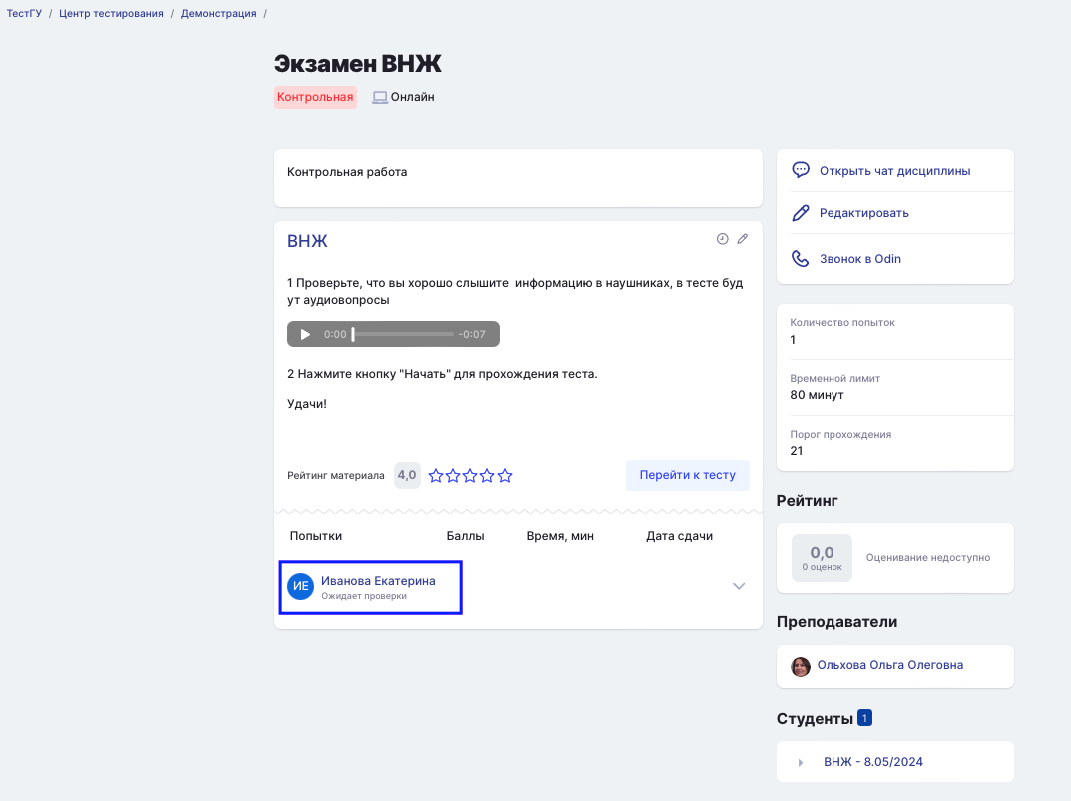 ТестГУ / Центр тестирования / Демонстрация /
Экзамен ВНЖ
Контрольная Онлайн
Контрольная работа
ВНЖ
1 Проверьте, что вы хорошо слышите информацию в наушниках, в тесте буд
ут аудиовопросы
0:00 -0:07
2 Нажмите кнопку "Начать" для прохождения теста.
Удачи!
Рейтинг материала 4,0 Перейти к тесту
Попытки Баллы Время, мин Дата сдачи
ИЕ Иванова Екатерина
Ожидает проверки
Открыть чат дисциплины
Редактировать
Звонок в Odin
Количество попыток
1
Временной лимит
80 минут
Порог прохождения
21
Рейтинг
0,0
0 оценок
Оценивание недоступно
Преподаватели
Ольхова Ольга Олеговна
Студенты 1
ВНЖ - 8.05/2024